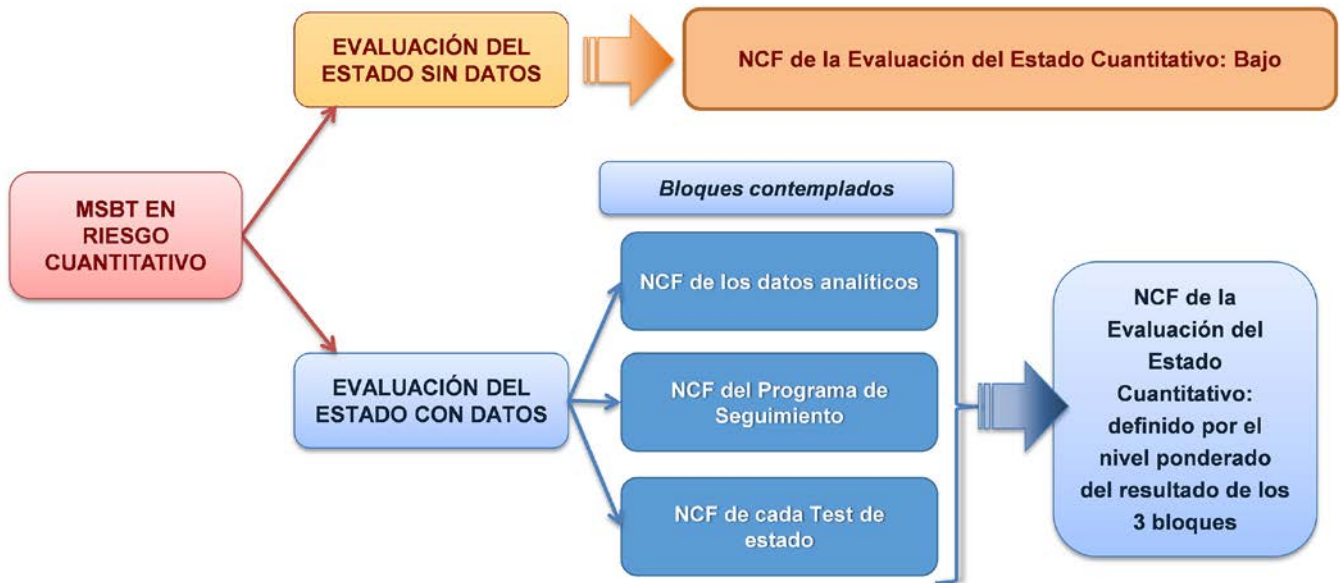 EVALUACIÓN DEL
ESTADO SIN DATOS
NCF de la Evaluación del Estado Cuantitativo: Bajo
MSBT EN
RIESGO
CUANTITATIVO
Bloques contemplados
NCF de los datos analíticos
EVALUACIÓN DEL
ESTADO CON DATOS
NCF del Programa de
Seguimiento
NCF de cada Test de
estado
NCF de la
Evaluación del
Estado
Cuantitativo:
definido por el
nivel ponderado
del resultado de los
3 bloques